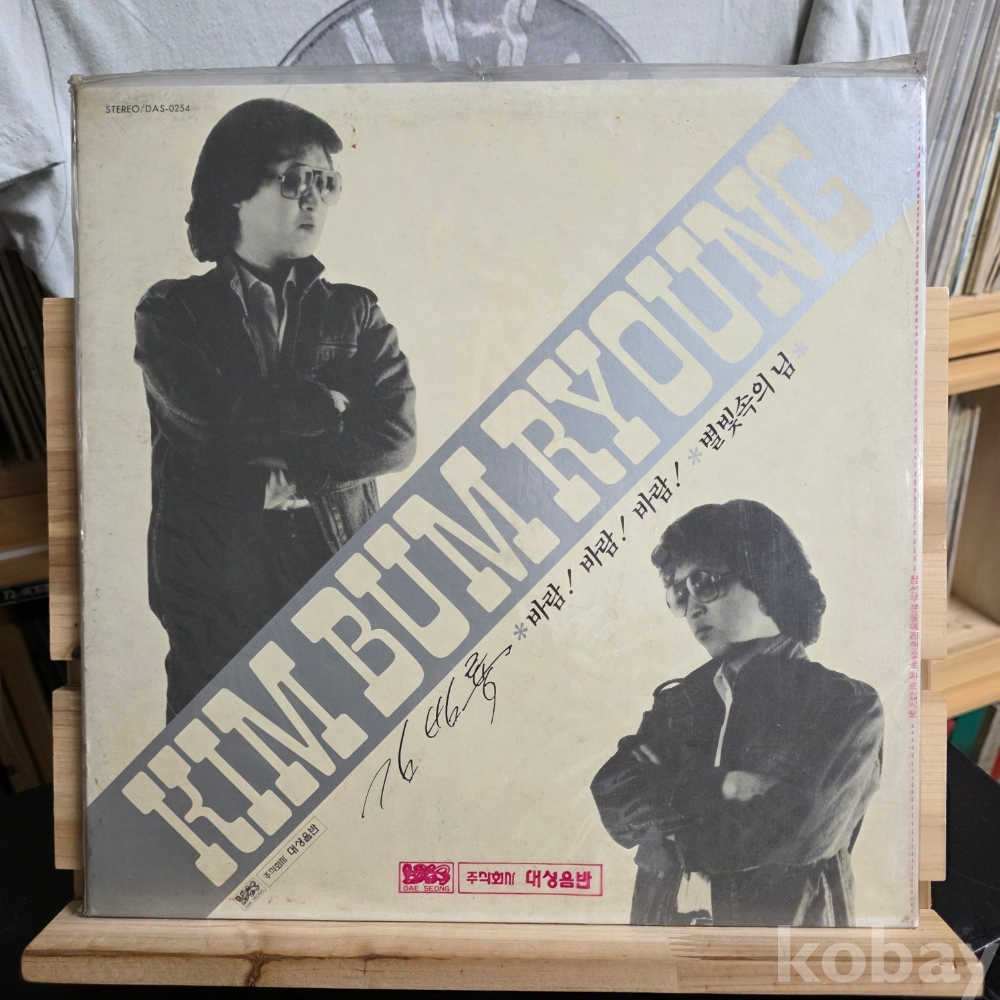 STEREO/DAS-0254
KIM BUM RYOUNG
*바람! 바람! 바람! *별빛속의 님*
김범룡
DAE SEONG
주식회사 대성음반
DAE SEONG
주식회사 대성음반
kobay